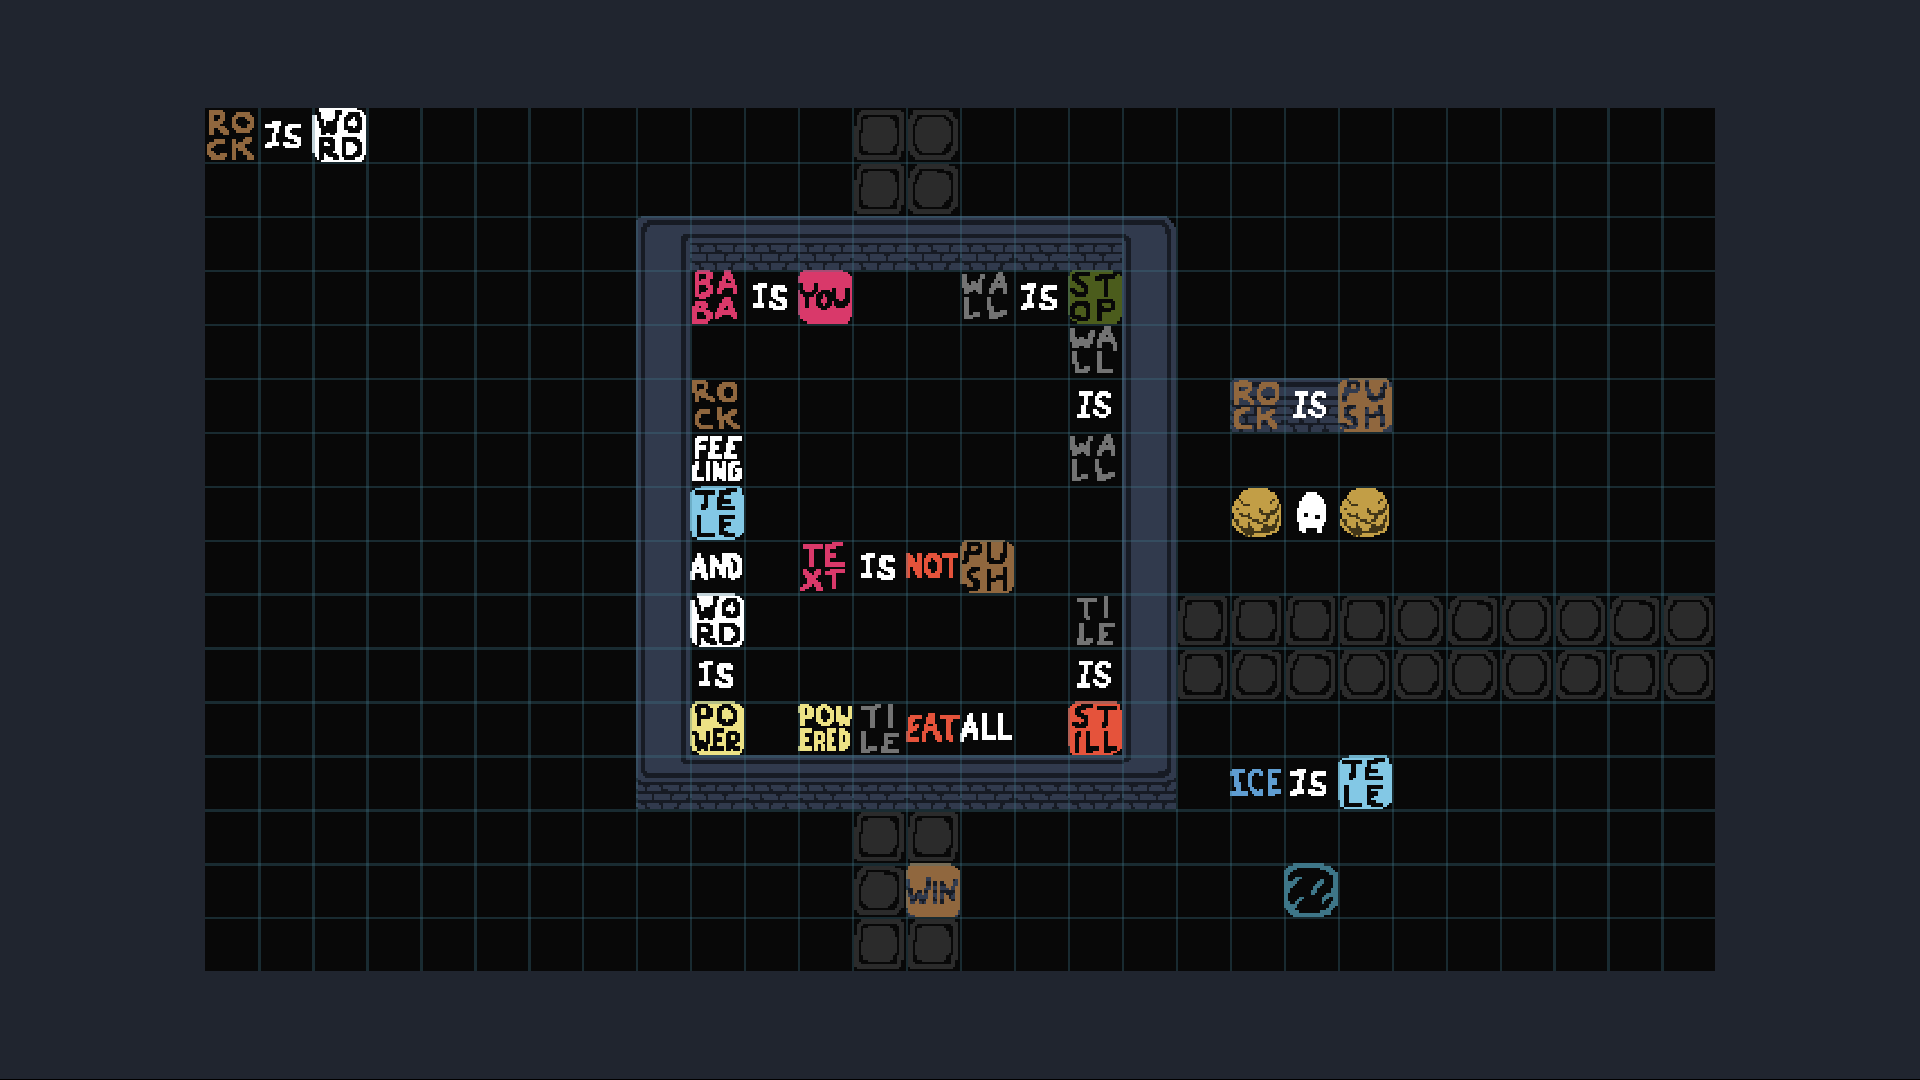 ROCK IS WORD
BABA IS YOU WALL IS STOP
WALL
ROCK IS ROCK IS PUSH
FEELING WALL
TELE
AND TEXT IS NOT PUSH
WORD TILE
IS IS
POWER POWERED TILE EAT ALL STILL
ICE IS TELE
WIN